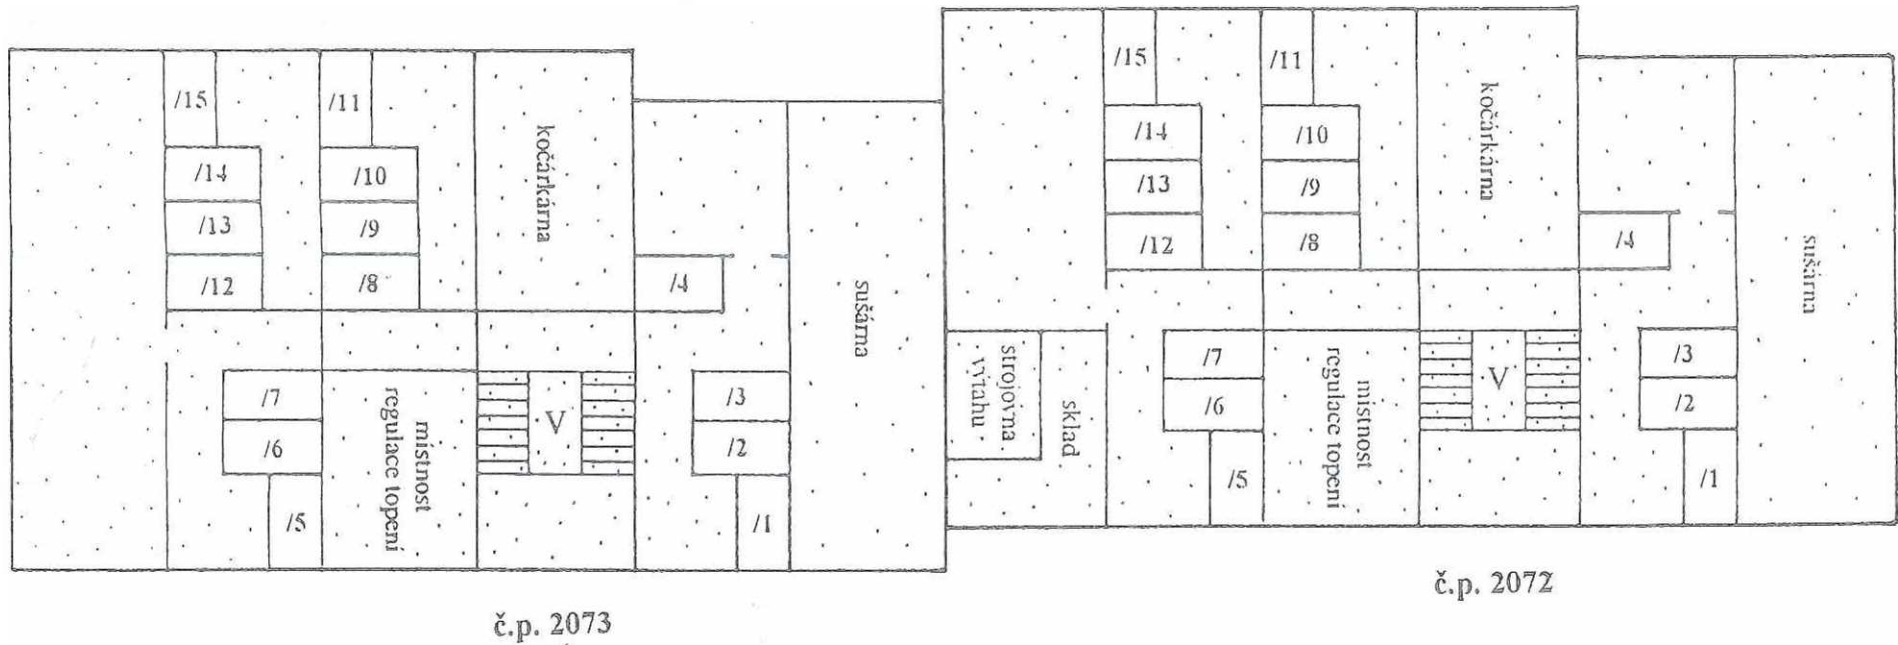 /15
/11
/14
/10
/13
/9
/12
/8
kočárkárna
/4
sušárna
/7
/6
/5
místnost
regulace topení
V
/3
/2
/1
č.p. 2073
/15
/11
/14
/10
/13
/9
/12
/8
kočárkárna
/4
sušárna
strojovna
výtahu
sklad
/7
/6
/5
místnost
regulace topení
V
/3
/2
/1
č.p. 2072